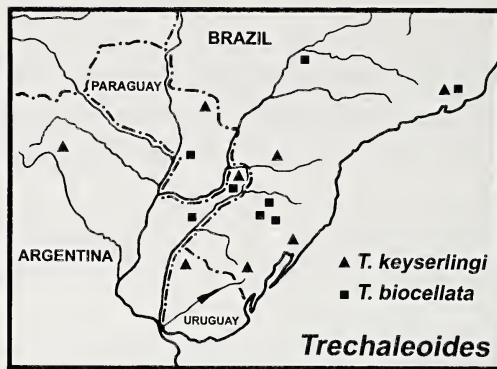 BRAZIL
PARAGUAY
ARGENTINA
URUGUAY
▲ T. keyserlingi
■ T. biocellata
Trechaleoides